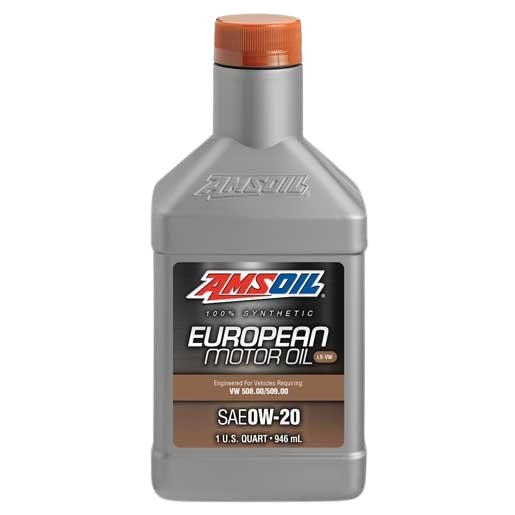 AMSOIL
AMSOIL
100% SYNTHETIC
EUROPEAN
MOTOR OIL LS-VW
Engineered For Vehicles Requiring:
VW 508.00/509.00
SAE 0W-20
1 U.S. QUART • 946 mL